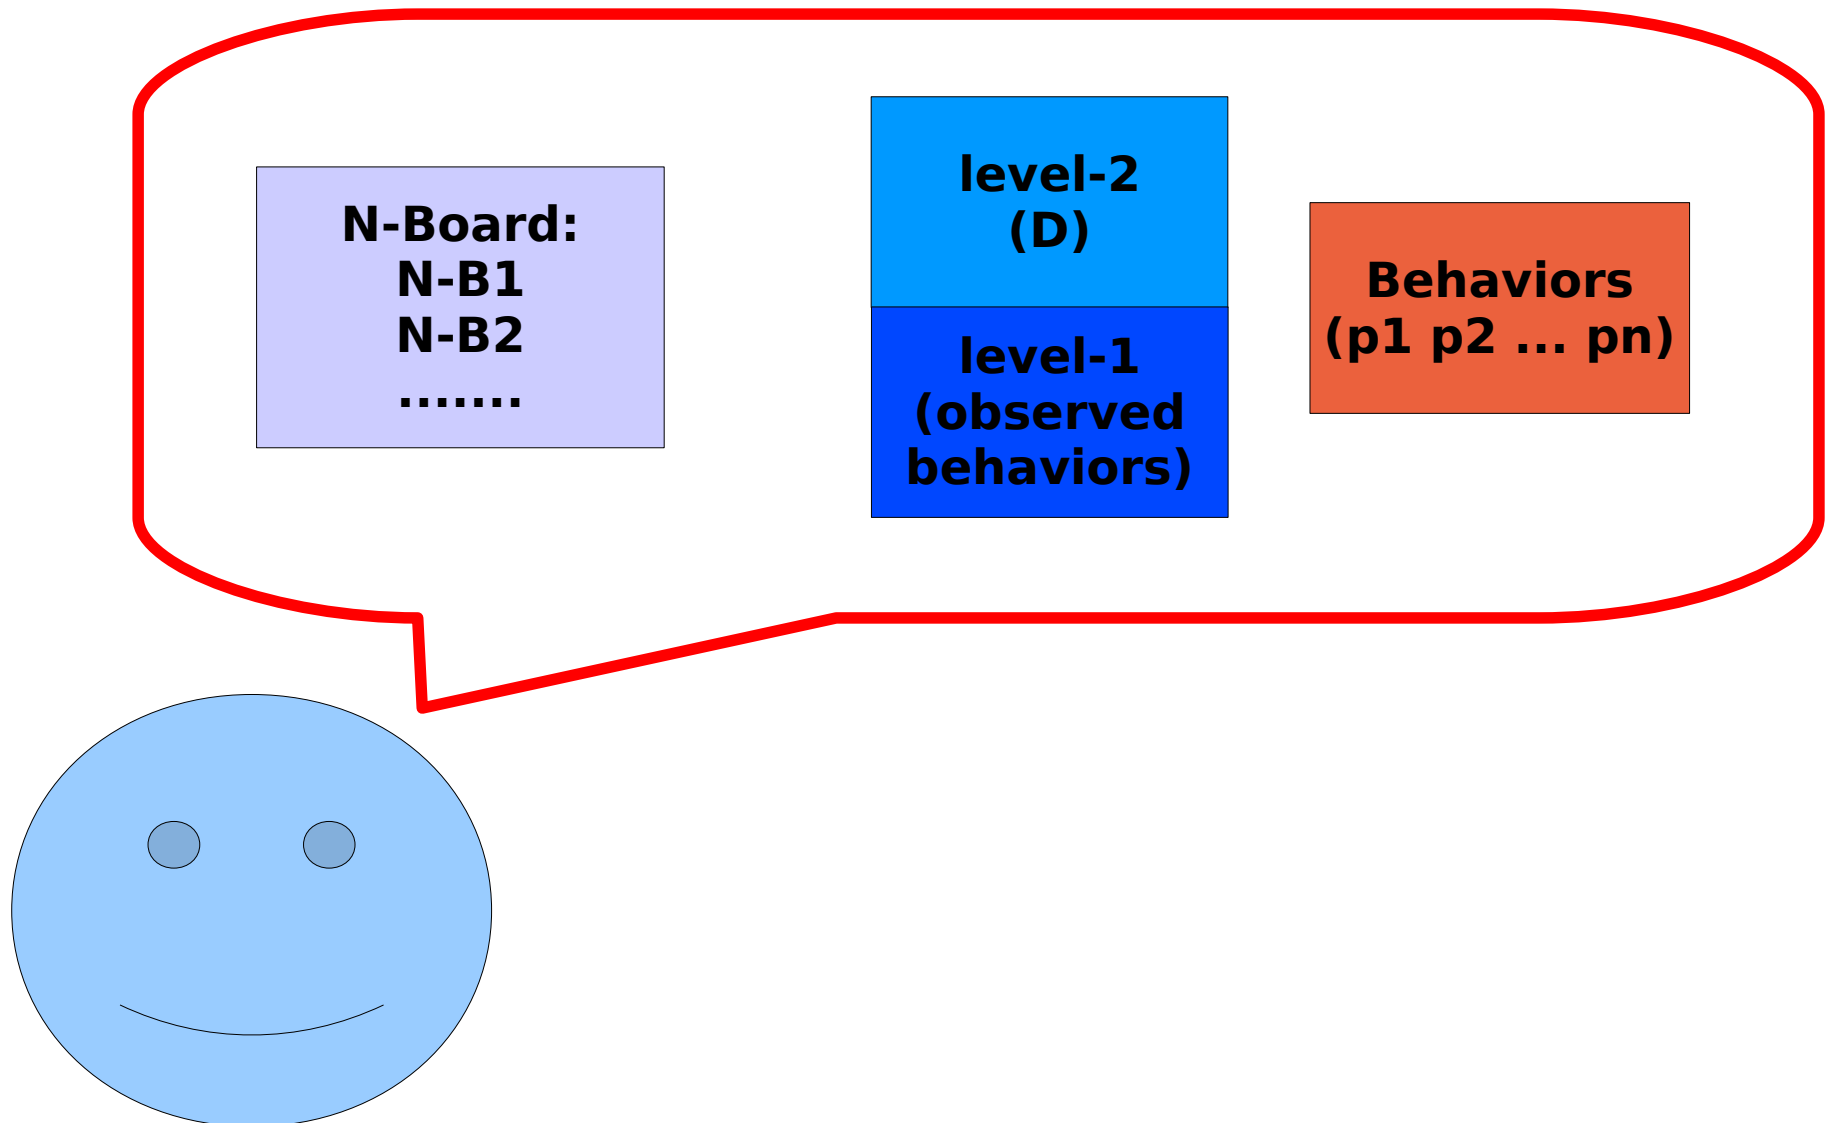 N-Board:
N-B1
N-B2
.......
level-2
(D)
level-1
(observed
behaviors)
Behaviors
(p1 p2 ... pn)